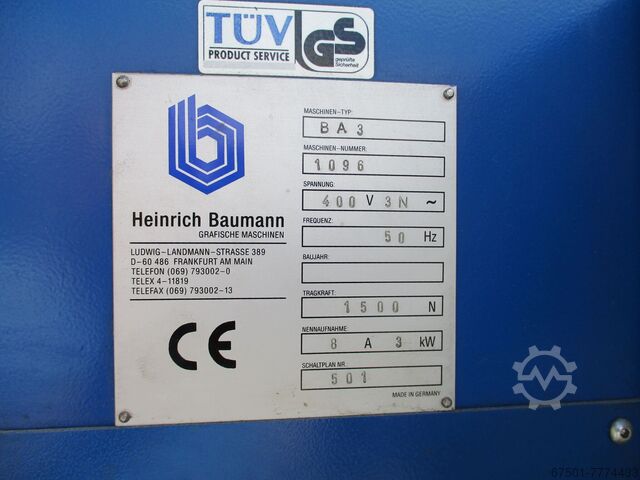 TÜV
PRODUCT SERVICE
GS
geprüfte
Sicherheit
Heinrich Baumann
GRAFISCHE MASCHINEN
LUDWIG-LANDMANN-STRASSE 389
D-60 486 FRANKFURT AM MAIN
TELEFON (069) 793002-0
TELEX 4-11819
TELEFAX (069) 793002-13
CE
MASCHINEN-TYP:
BA3
MASCHINEN-NUMMER:
1096
SPANNUNG:
400 V 3N ~
FREQUENZ:
50 Hz
BAUJAHR:
TRAGKRAFT:
1500 N
NENNAUFNAHME:
8 A 3 kW
SCHALTPLAN NR.:
501
MADE IN GERMANY
67501-7774433